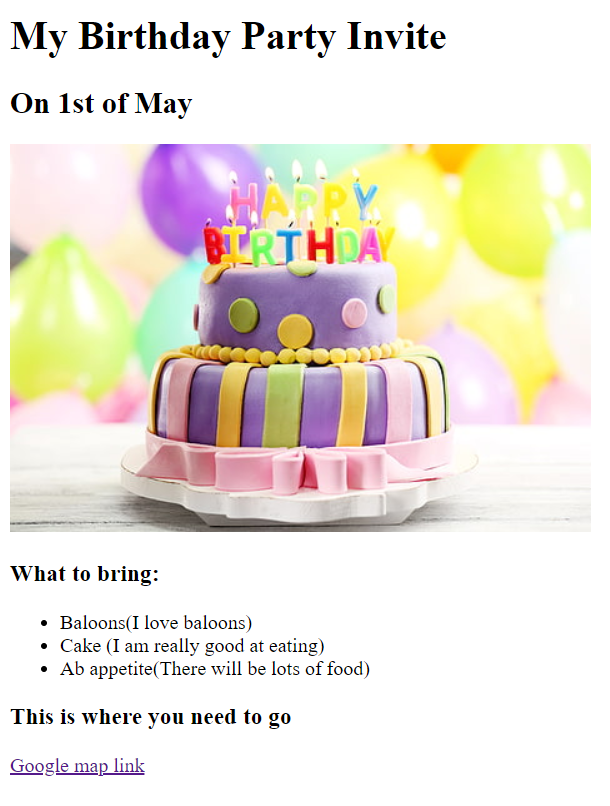 My Birthday Party Invite
On 1st of May
HAPPY
BIRTHDAY
What to bring:
Baloons(I love baloons)
Cake (I am really good at eating)
Ab appetite(There will be lots of food)
This is where you need to go
Google map link